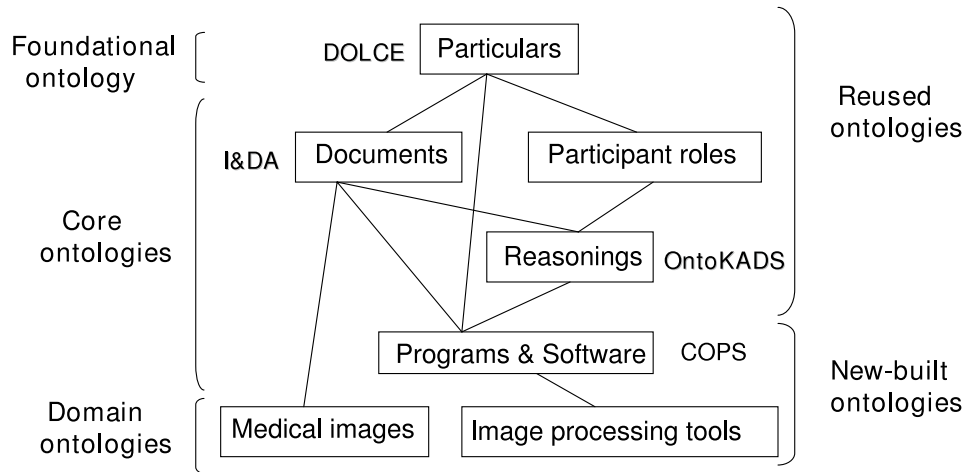 Foundational
ontology
DOLCE
Particulars
Reused
ontologies
I&DA
Documents
Participant roles
Core
ontologies
Reasonings
OntoKADS
Programs & Software
COPS
New-built
ontologies
Domain
ontologies
Medical images
Image processing tools